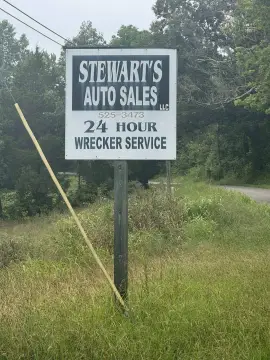 STEWART'S
AUTO SALES LLC
525-3473
24 HOUR
WRECKER SERVICE